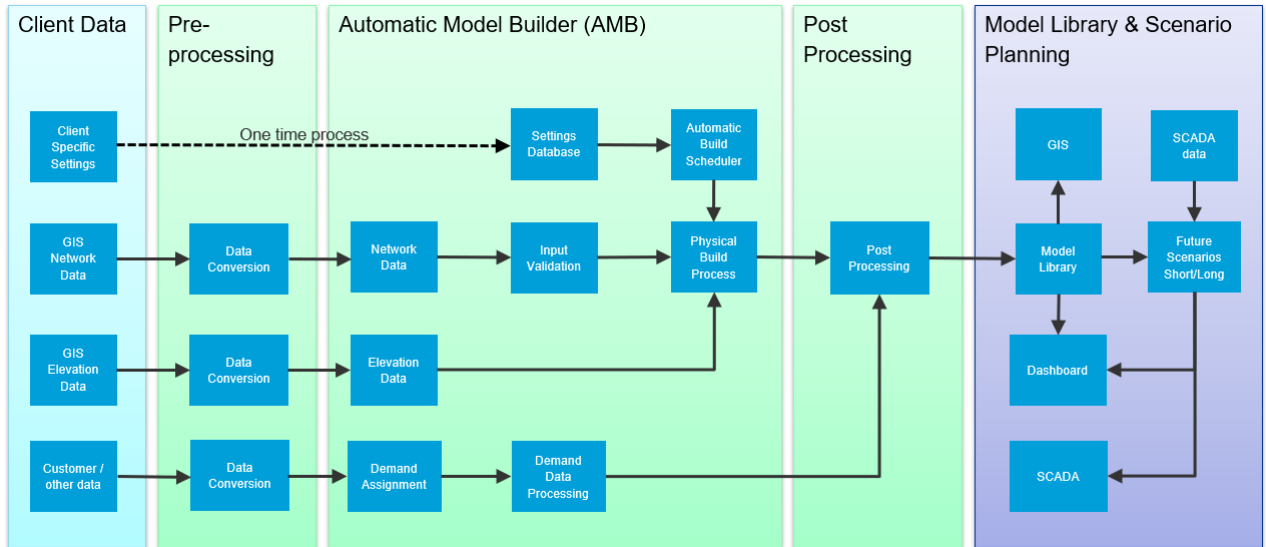 Client Data
Pre-
processing
Automatic Model Builder (AMB)
Post
Processing
Model Library & Scenario
Planning
Client
Specific
Settings
One time process
Settings
Database
Automatic
Build
Scheduler
GIS
SCADA
data
GIS
Network
Data
Data
Conversion
Network
Data
Input
Validation
Physical
Build
Process
Post
Processing
Model
Library
Future
Scenarios
Short/Long
GIS
Elevation
Data
Data
Conversion
Elevation
Data
Dashboard
Customer /
other data
Data
Conversion
Demand
Assignment
Demand
Data
Processing
SCADA